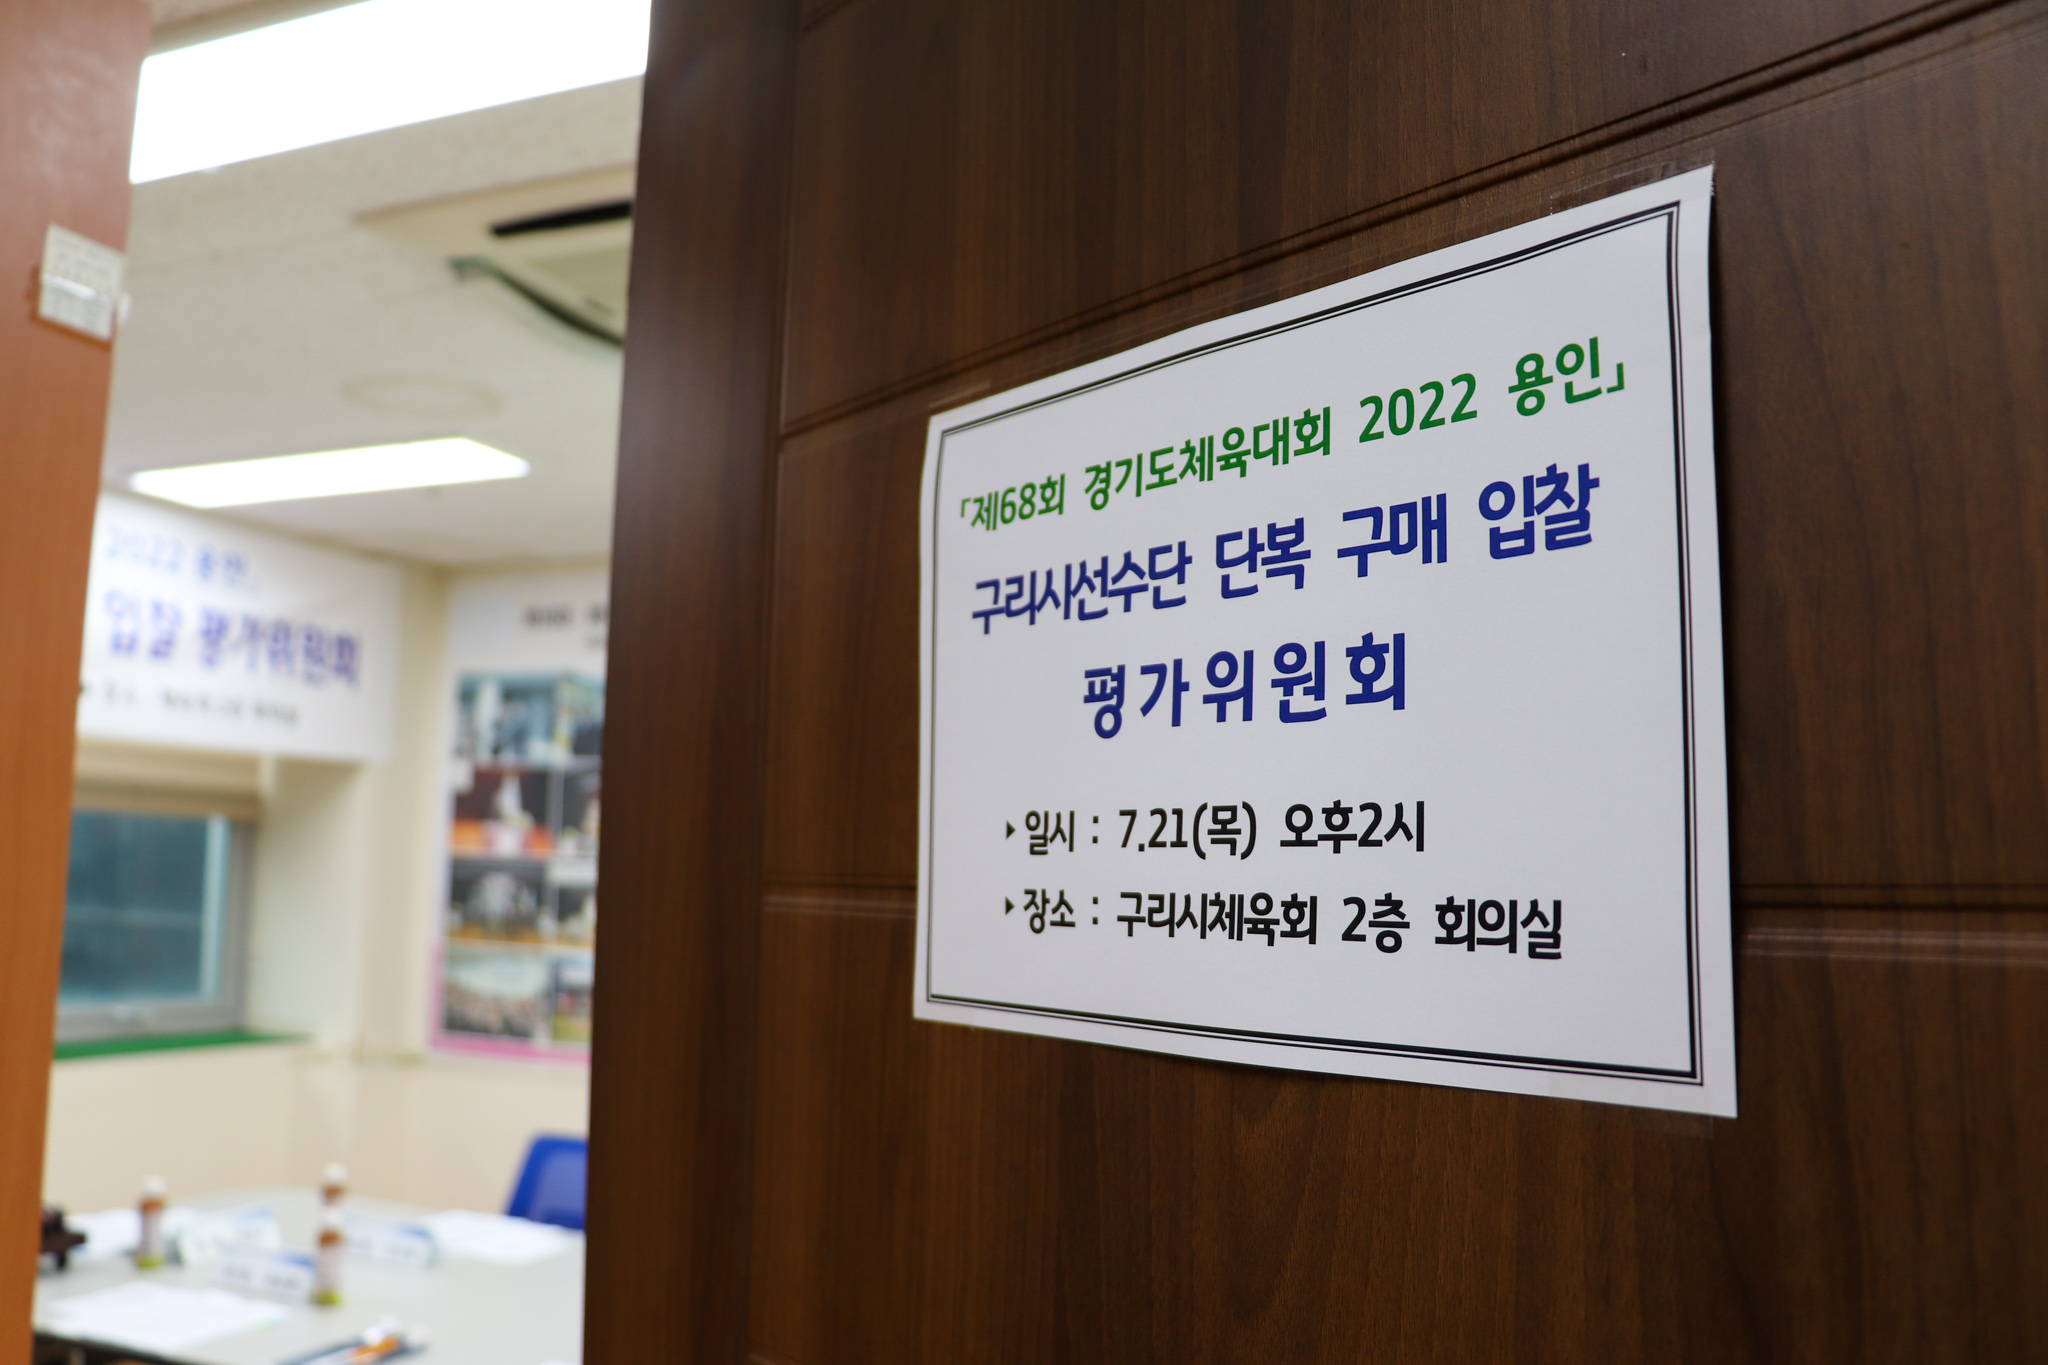 「제68회 경기도체육대회 2022 용인」
구리시선수단 단복 구매 입찰
평가위원회
▸일시 : 7.21(목) 오후2시
▸장소 : 구리시체육회 2층 회의실
2022 용인」
입찰 평가위원회